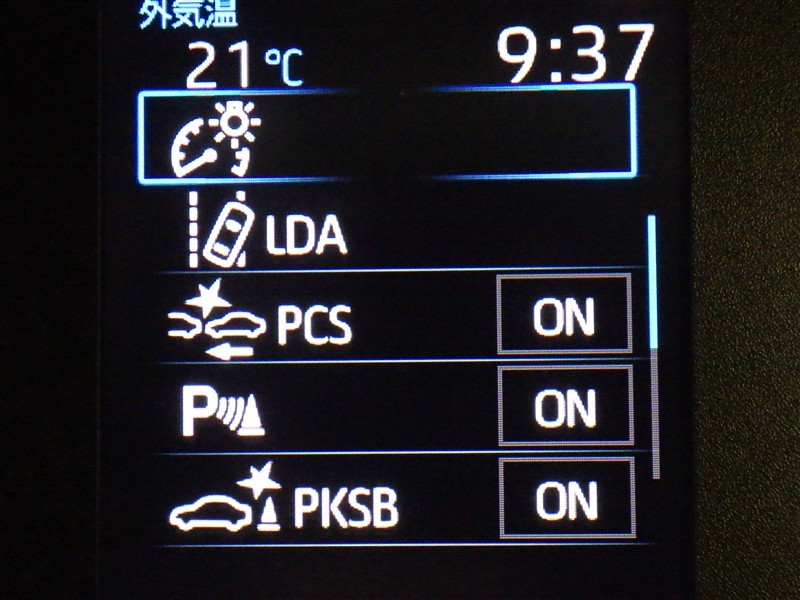 外気温
21℃ 9:37
LDA
PCS ON
P ON
PKSB ON